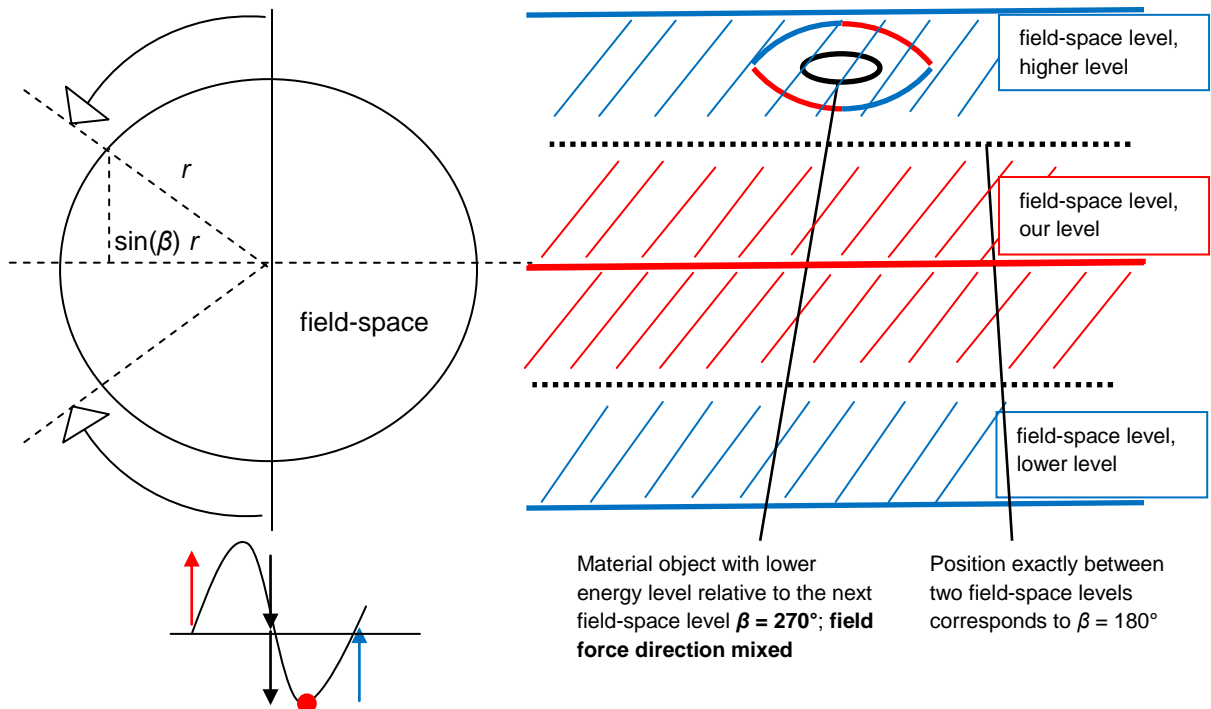 r
sin(β) r
field-space
field-space level,
higher level
field-space level,
our level
field-space level,
lower level
Material object with lower
energy level relative to the next
field-space level β = 270°; field
force direction mixed
Position exactly between
two field-space levels
corresponds to β = 180°